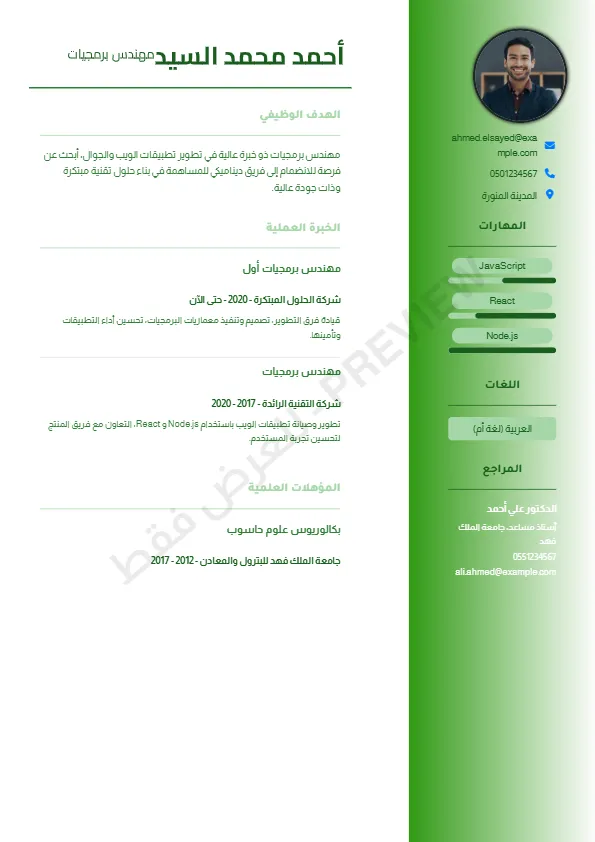 أحمد محمد السيد مهندس برمجيات
الهدف الوظيفي
مهندس برمجيات ذو خبرة عالية في تطوير تطبيقات الويب والجوال، أبحث عن
فرصة للانضمام إلى فريق ديناميكي للمساهمة في بناء حلول تقنية مبتكرة
وذات جودة عالية.
الخبرة العملية
مهندس برمجيات أول
شركة الحلول المبتكرة - 2020 - حتى الآن
قيادة فرق التطوير، تصميم وتنفيذ معماريات البرمجيات، تحسين أداء التطبيقات
وتأمينها.
مهندس برمجيات
شركة التقنية الرائدة - 2017 - 2020
تطوير وصيانة تطبيقات الويب باستخدام Node.js و React، التعاون مع فريق المنتج
لتحسين تجربة المستخدم.
المؤهلات العلمية
بكالوريوس علوم حاسوب
جامعة الملك فهد للبترول والمعادن - 2012 - 2017
ahmed.elsayed@exa
mple.com
0501234567
المدينة المنورة
المهارات
JavaScript
React
Node.js
اللغات
العربية (لغة أم)
المراجع
الدكتور علي أحمد
أستاذ مساعد، جامعة الملك
فهد
0551234567
ali.ahmed@example.com
للعرض فقط - PREVIEW